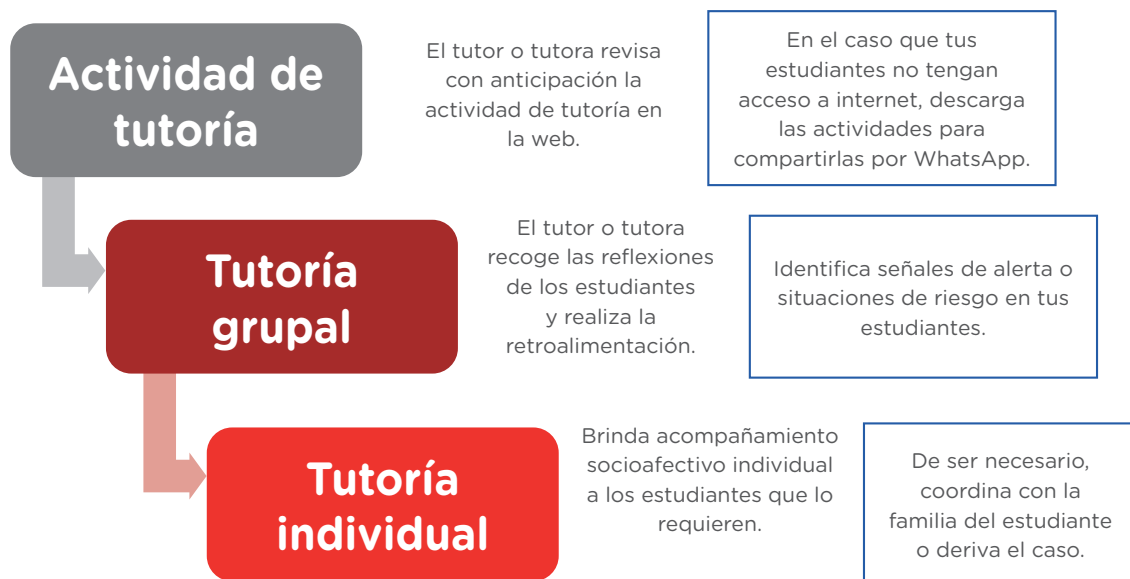 Actividad de
tutoría
El tutor o tutora revisa
con anticipación la
actividad de tutoría en
la web.
En el caso que tus
estudiantes no tengan
acceso a internet, descarga
las actividades para
compartirlas por WhatsApp.
Tutoría
grupal
El tutor o tutora
recoge las reflexiones
de los estudiantes
y realiza la
retroalimentación.
Identifica señales de alerta o
situaciones de riesgo en tus
estudiantes.
Tutoría
individual
Brinda acompañamiento
socioafectivo individual
a los estudiantes que lo
requieren.
De ser necesario,
coordina con la
familia del estudiante
o deriva el caso.